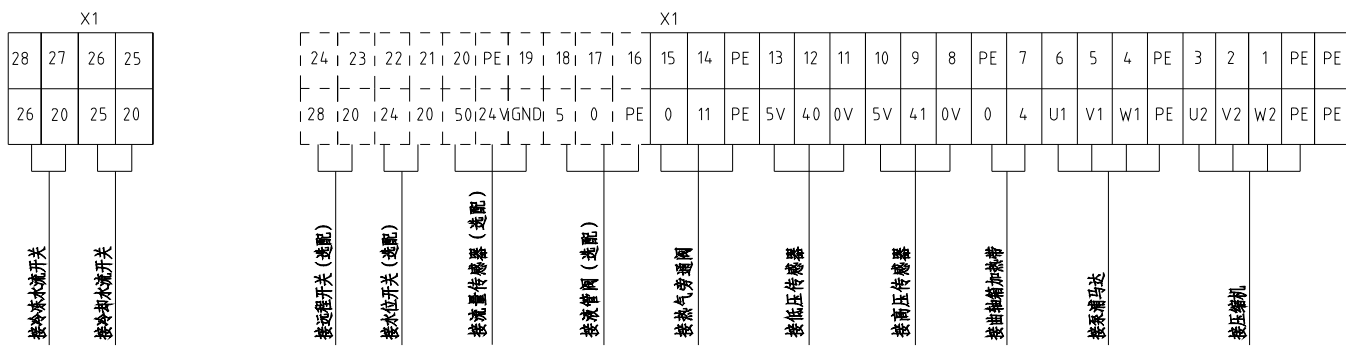 X1 X1
28 27 26 25 24 23 22 21 20 PE 19 18 17 16 15 14 PE 13 12 11 10 9 8 PE 7 6 5 4 PE 3 2 1 PE PE
26 20 25 20 28 20 24 20 50 24V GND 5 0 PE 0 11 PE 5V 40 0V 5V 41 0V 0 4 U1 V1 W1 PE U2 V2 W2 PE PE
接冷冻水流开关
接冷却水流开关
接远程开关(选配)
接水位开关(选配)
接流量传感器(选配)
接液管阀(选配)
接热气旁通阀
接低压传感器
接高压传感器
接曲轴箱加热带
接泵浦马达
接压缩机